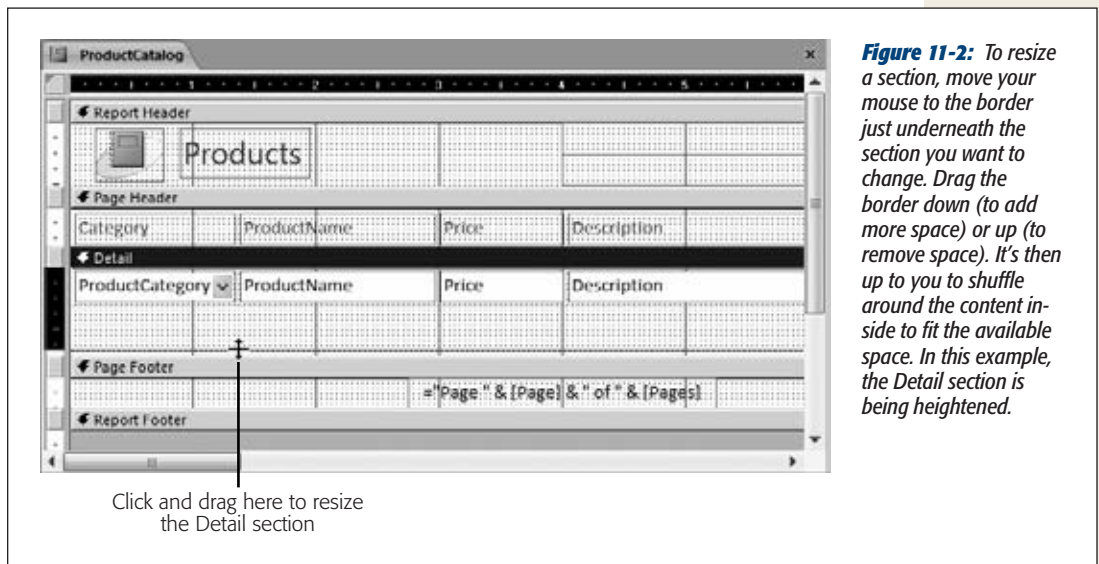 ProductCatalog
Report Header
Products
Page Header
Category ProductName Price Description
Detail
ProductCategory ProductName Price Description
Page Footer
="Page " & [Page] & " of " & [Pages]
Report Footer
Click and drag here to resize
the Detail section
Figure 11-2: To resize
a section, move your
mouse to the border
just underneath the
section you want to
change. Drag the
border down (to add
more space) or up (to
remove space). It's then
up to you to shuffle
around the content in-
side to fit the available
space. In this example,
the Detail section is
being heightened.